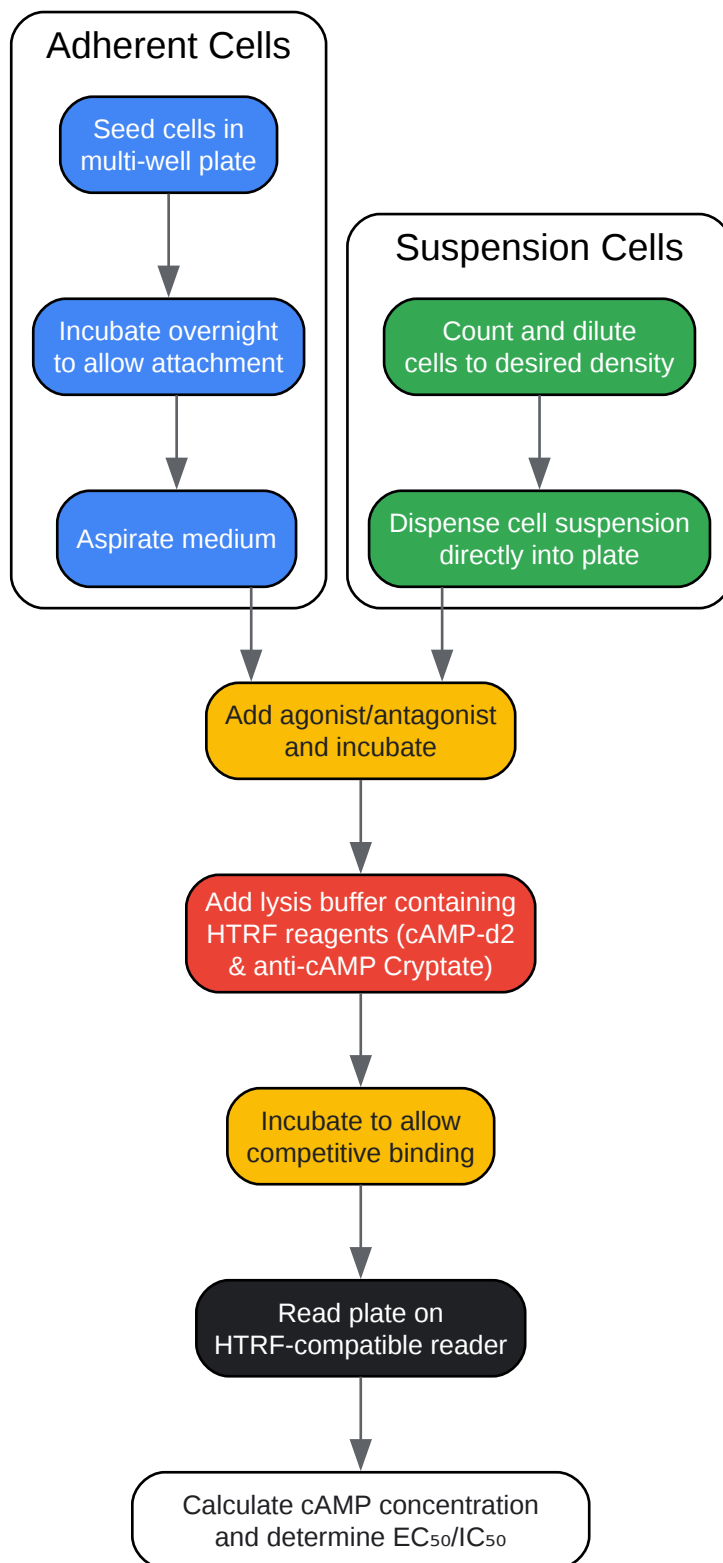 Adherent Cells
Seed cells in
multi-well plate
Incubate overnight
to allow attachment
Aspirate medium
Suspension Cells
Count and dilute
cells to desired density
Dispense cell suspension
directly into plate
Add agonist/antagonist
and incubate
Add lysis buffer containing
HTRF reagents (cAMP-d2
& anti-cAMP Cryptate)
Incubate to allow
competitive binding
Read plate on
HTRF-compatible reader
Calculate cAMP concentration
and determine EC₅₀/IC₅₀